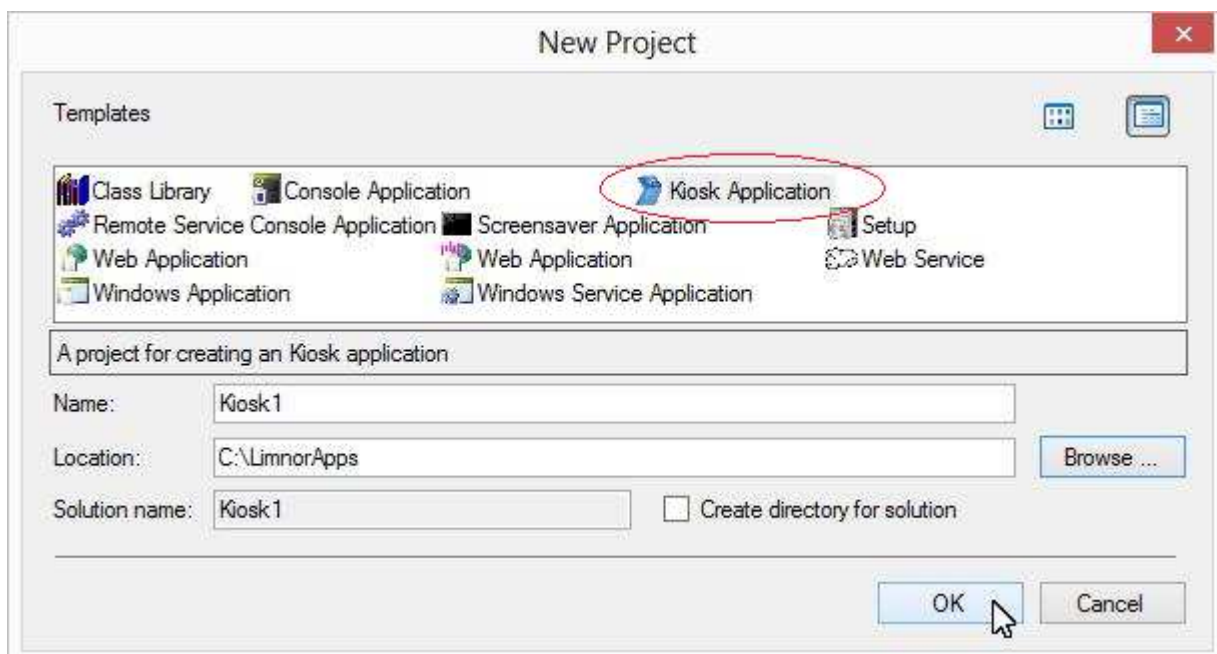 New Project
Templates
Class Library Console Application Kiosk Application
Remote Service Console Application Screensaver Application Setup
Web Application php Web Application Web Service
Windows Application Windows Service Application
A project for creating an Kiosk application
Name: Kiosk1
Location: C:\LimnorApps Browse ...
Solution name: Kiosk1 Create directory for solution
OK Cancel